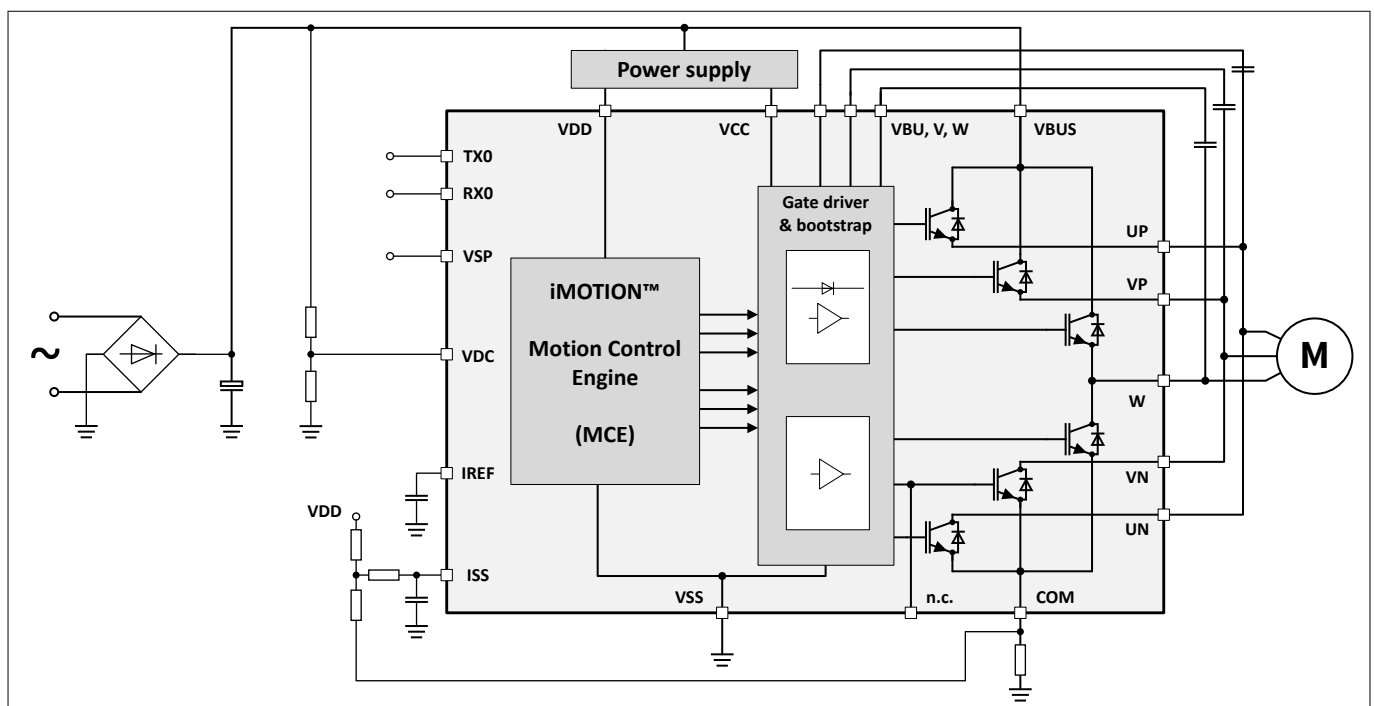 Power supply
VDD
VCC
VBU, V, W
VBUS
TX0
RX0
VSP
Gate driver
& bootstrap
UP
VP
iMOTION™
Motion Control
Engine
(MCE)
~
VDC
M
W
IREF
VN
VDD
UN
ISS
VSS
n.c.
COM